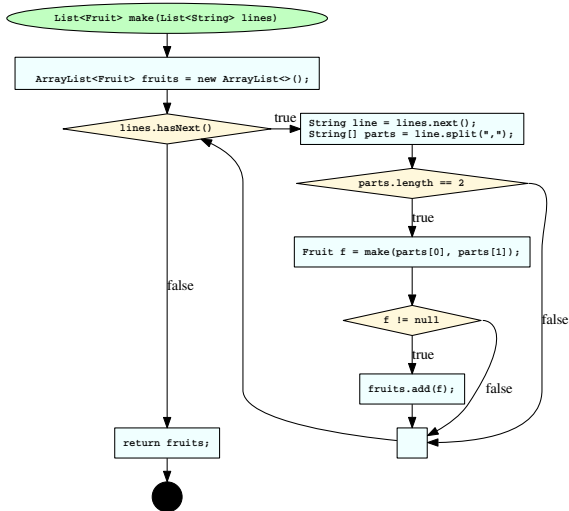 List<Fruit> make(List<String> lines)
ArrayList<Fruit> fruits = new ArrayList<>();
lines.hasNext()
true
String line = lines.next();
String[] parts = line.split(",");
parts.length == 2
true
Fruit f = make(parts[0], parts[1]);
false
false
f != null
true
false
fruits.add(f);
return fruits;